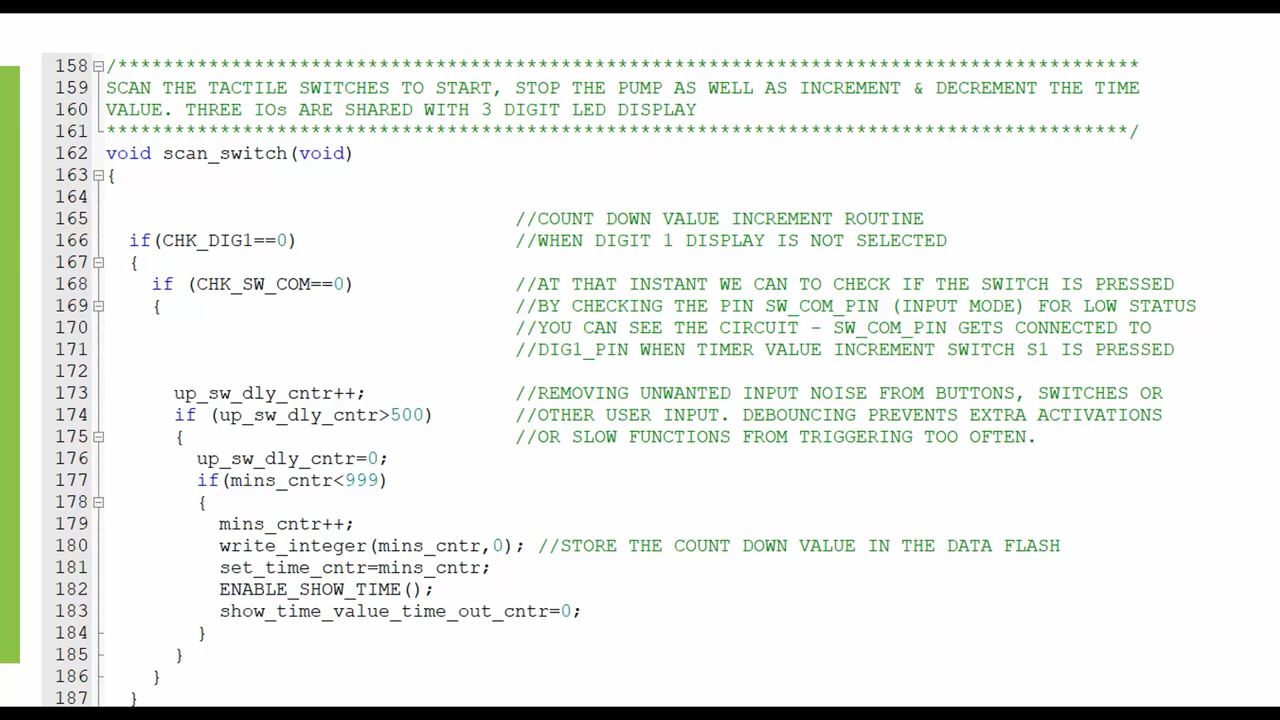 158 /******************************************************************************************
159 SCAN THE TACTILE SWITCHES TO START, STOP THE PUMP AS WELL AS INCREMENT & DECREMENT THE TIME
160 VALUE. THREE IOs ARE SHARED WITH 3 DIGIT LED DISPLAY
161 ******************************************************************************************/
162 void scan_switch(void)
163 {
164
165 //COUNT DOWN VALUE INCREMENT ROUTINE
166 if(CHK_DIG1==0) //WHEN DIGIT 1 DISPLAY IS NOT SELECTED
167 {
168 if (CHK_SW_COM==0) //AT THAT INSTANT WE CAN TO CHECK IF THE SWITCH IS PRESSED
169 { //BY CHECKING THE PIN SW_COM_PIN (INPUT MODE) FOR LOW STATUS
170 //YOU CAN SEE THE CIRCUIT - SW_COM_PIN GETS CONNECTED TO
171 //DIG1_PIN WHEN TIMER VALUE INCREMENT SWITCH S1 IS PRESSED
172
173 up_sw_dly_cntr++; //REMOVING UNWANTED INPUT NOISE FROM BUTTONS, SWITCHES OR
174 if (up_sw_dly_cntr>500) //OTHER USER INPUT. DEBOUNCING PREVENTS EXTRA ACTIVATIONS
175 { //OR SLOW FUNCTIONS FROM TRIGGERING TOO OFTEN.
176 up_sw_dly_cntr=0;
177 if(mins_cntr<999)
178 {
179 mins_cntr++;
180 write_integer(mins_cntr,0); //STORE THE COUNT DOWN VALUE IN THE DATA FLASH
181 set_time_cntr=mins_cntr;
182 ENABLE_SHOW_TIME();
183 show_time_value_time_out_cntr=0;
184 }
185 }
186 }
187 }